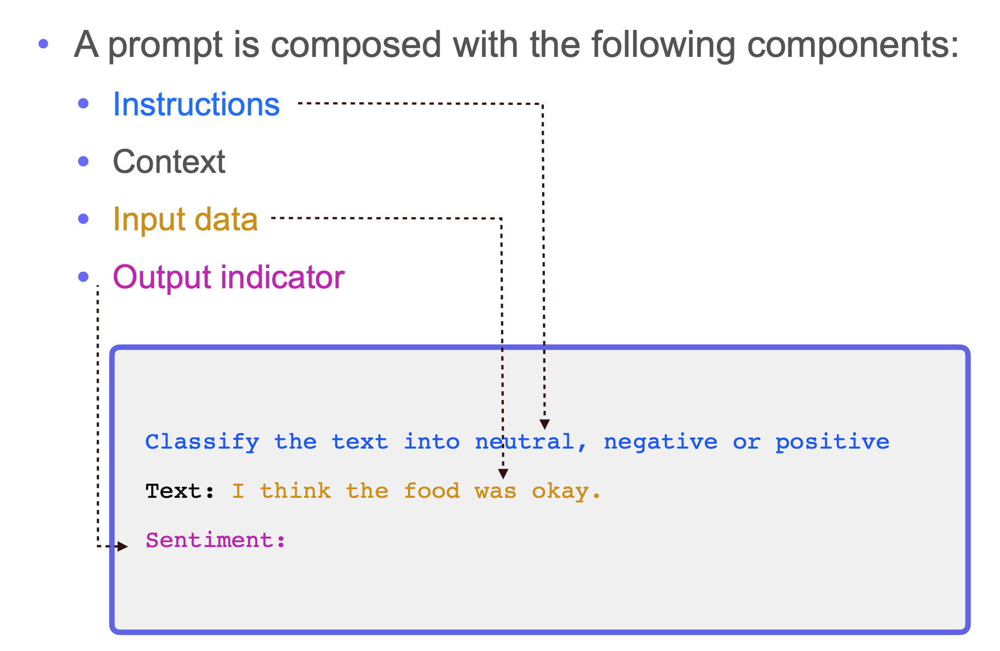 A prompt is composed with the following components:
Instructions
Context
Input data
Output indicator
Classify the text into neutral, negative or positive
Text: I think the food was okay.
Sentiment: